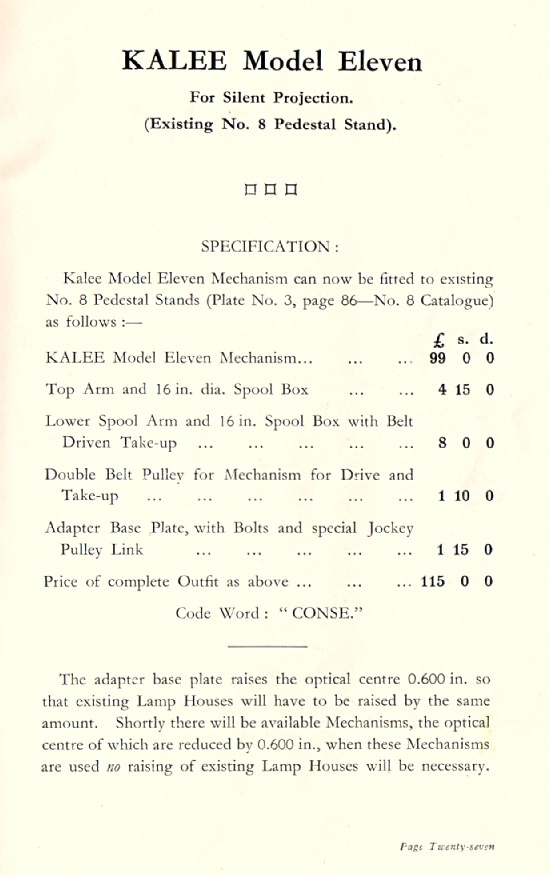 KALEE Model Eleven
For Silent Projection.
(Existing No. 8 Pedestal Stand).
SPECIFICATION :
Kalee Model Eleven Mechanism can now be fitted to existing
No. 8 Pedestal Stands (Plate No. 3, page 86—No. 8 Catalogue)
as follows :—
£ s. d.
KALEE Model Eleven Mechanism... ... ... 99 0 0
Top Arm and 16 in. dia. Spool Box ... ... 4 15 0
Lower Spool Arm and 16 in. Spool Box with Belt
Driven Take-up ... ... ... ... ... 8 0 0
Double Belt Pulley for Mechanism for Drive and
Take-up ... ... ... ... ... ... 1 10 0
Adapter Base Plate, with Bolts and special Jockey
Pulley Link ... ... ... ... ... 1 15 0
Price of complete Outfit as above ... ... ... 115 0 0
Code Word : “ CONSE.”
The adapter base plate raises the optical centre 0.600 in. so
that existing Lamp Houses will have to be raised by the same
amount. Shortly there will be available Mechanisms, the optical
centre of which are reduced by 0.600 in., when these Mechanisms
are used no raising of existing Lamp Houses will be necessary.
Page Twenty-seven